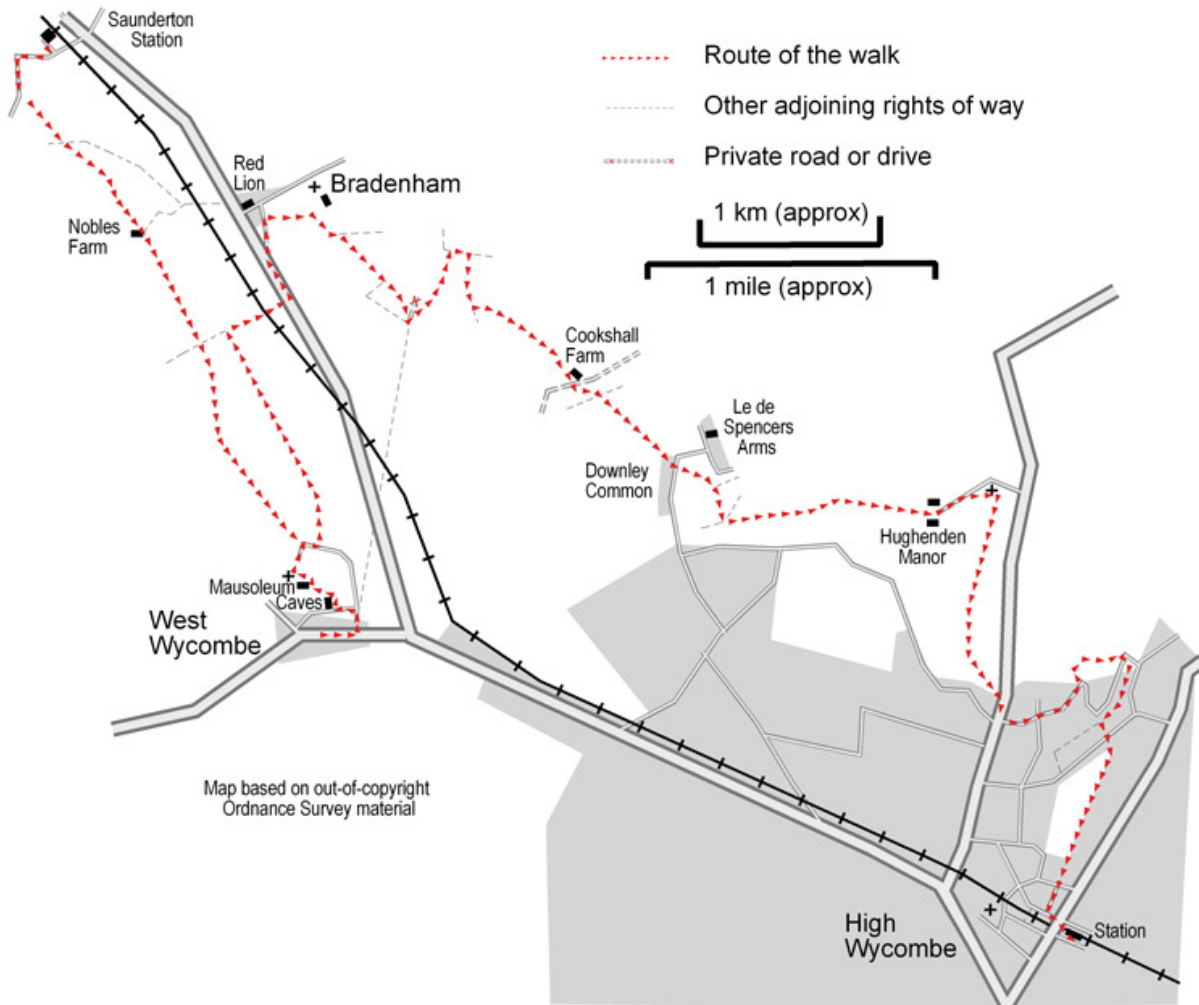 Saunderton
Station
Route of the walk
Other adjoining rights of way
Private road or drive
Red
Lion
Bradenham
1 km (approx)
1 mile (approx)
Nobles
Farm
Cookshall
Farm
Le de
Spencers
Arms
Downley
Common
Hughenden
Manor
Mausoleum
Caves
West
Wycombe
Map based on out-of-copyright
Ordnance Survey material
High
Wycombe
Station